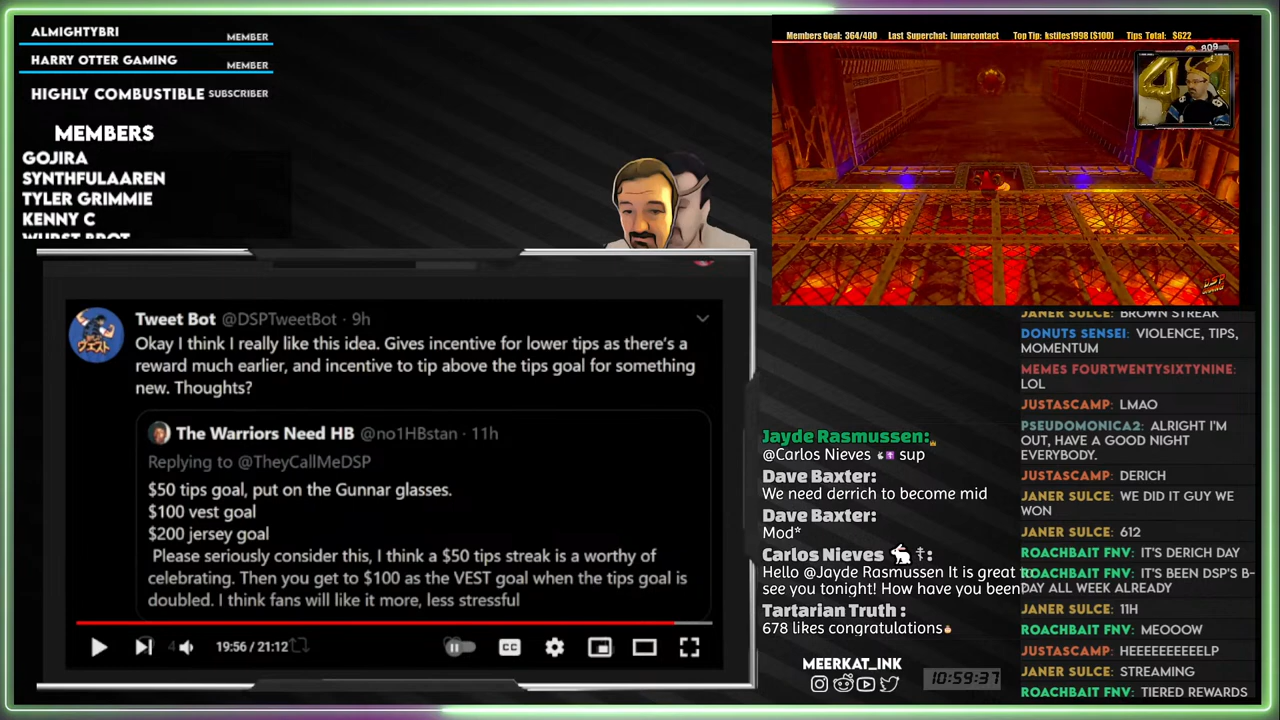 ALMIGHTYBRI MEMBER
HARRY OTTER GAMING MEMBER
HIGHLY COMBUSTIBLE SUBSCRIBER
MEMBERS
GOJIRA
SYNTHFULAAREN
TYLER GRIMMIE
KENNY C
WURST BROT
Members Goal: 364/400 Last Superchat: lunarcontact Top Tip: kstiles1998 ($100) Tips Total: $622
809
DSP
Tweet Bot @DSPTweetBot · 9h
Okay I think I really like this idea. Gives incentive for lower tips as there's a
reward much earlier, and incentive to tip above the tips goal for something
new. Thoughts?
The Warriors Need HB @no1HBstan · 11h
Replying to @TheyCallMeDSP
$50 tips goal, put on the Gunnar glasses.
$100 vest goal
$200 jersey goal
Please seriously consider this, I think a $50 tips streak is a worthy of
celebrating. Then you get to $100 as the VEST goal when the tips goal is
doubled. I think fans will like it more, less stressful
19:56 / 21:12
CC
Jayde Rasmussen:
@Carlos Nieves sup
Dave Baxter:
We need derrich to become mid
Dave Baxter:
Mod*
Carlos Nieves :
Hello @Jayde Rasmussen It is great to
see you tonight! How have you been?
Tartarian Truth :
678 likes congratulations
MEERKAT_INK
10:59:37
JANER SULCE: BROWN STREAK
DONUTS SENSEI: VIOLENCE, TIPS,
MOMENTUM
MEMES FOURTWENTYSIXTYNINE:
LOL
JUSTASCAMP: LMAO
PSEUDOMONICA2: ALRIGHT I'M
OUT, HAVE A GOOD NIGHT
EVERYBODY.
JUSTASCAMP: DERICH
JANER SULCE: WE DID IT GUY WE
WON
JANER SULCE: 612
ROACHBAIT FNV: IT'S DERICH DAY
ROACHBAIT FNV: IT'S BEEN DSP'S B-
DAY ALL WEEK ALREADY
JANER SULCE: 11H
ROACHBAIT FNV: MEOOOW
JUSTASCAMP: HEEEEEEEEEELP
JANER SULCE: STREAMING
ROACHBAIT FNV: TIERED REWARDS